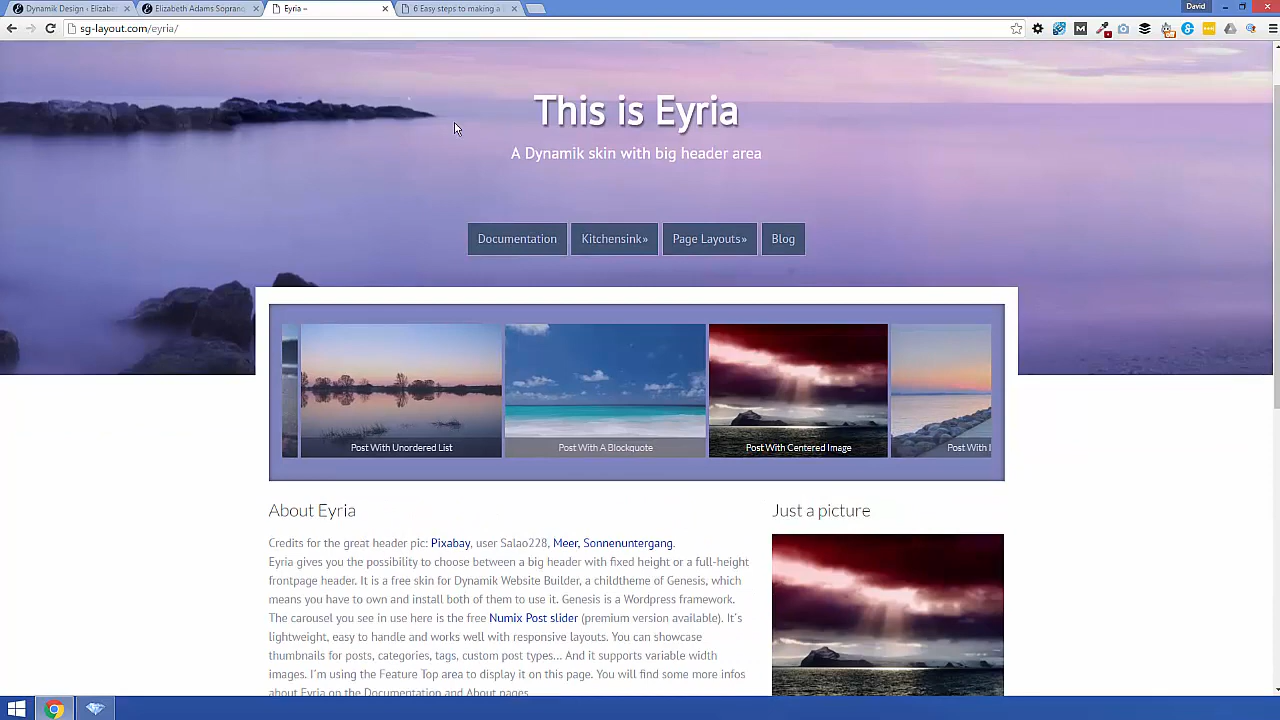 Dynamik Design ‹ Elizabe
Elizabeth Adams Soprano
Eyria –
6 Easy steps to making a
David
sg-layout.com/eyria/
This is Eyria
A Dynamik skin with big header area
Documentation
Kitchensink»
Page Layouts»
Blog
Post With Unordered List
Post With A Blockquote
Post With Centered Image
Post With I
About Eyria
Just a picture
Credits for the great header pic: Pixabay, user Salao228, Meer, Sonnenuntergang.
Eyria gives you the possibility to choose between a big header with fixed height or a full-height
frontpage header. It is a free skin for Dynamik Website Builder, a childtheme of Genesis, which
means you have to own and install both of them to use it. Genesis is a Wordpress framework.
The carousel you see in use here is the free Numix Post slider (premium version available). It's
lightweight, easy to handle and works well with responsive layouts. You can showcase
thumbnails for posts, categories, tags, custom post types... And it supports variable width
images. I'm using the Feature Top area to display it on this page. You will find some more infos
about Eyria on the Documentation and About pages.